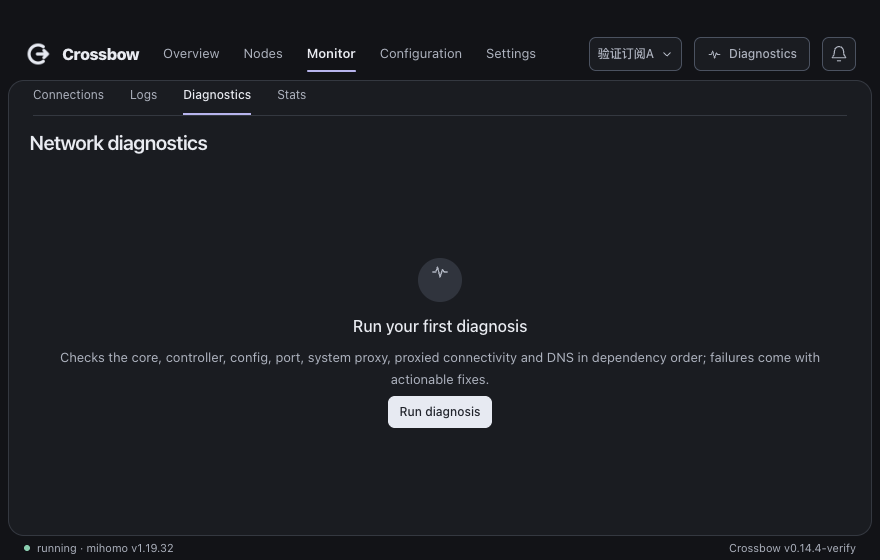 Crossbow Overview Nodes Monitor Configuration Settings 验证订阅A Diagnostics
Connections Logs Diagnostics Stats
Network diagnostics
Run your first diagnosis
Checks the core, controller, config, port, system proxy, proxied connectivity and DNS in dependency order; failures come with
actionable fixes.
Run diagnosis
running · mihomo v1.19.32 Crossbow v0.14.4-verify